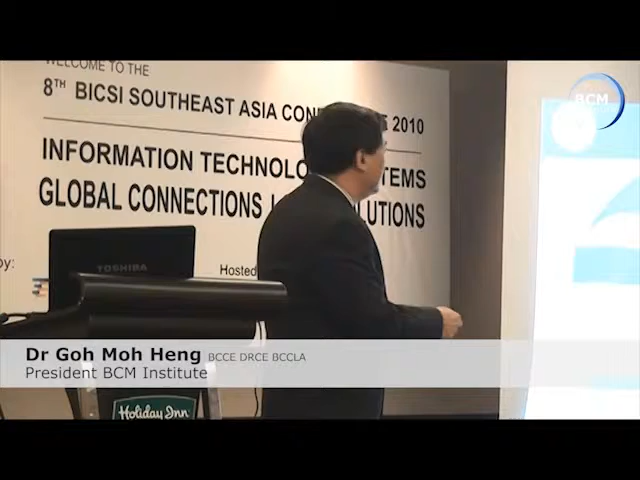 WELCOME TO THE
8TH BICSI SOUTHEAST ASIA CON E 2010
INFORMATION TECHNOLO TEMS
GLOBAL CONNECTIONS L OLUTIONS
by:
Hosted
TOSHIBA
BCM
Dr Goh Moh Heng BCCE DRCE BCCLA
President BCM Institute
Holiday Inn